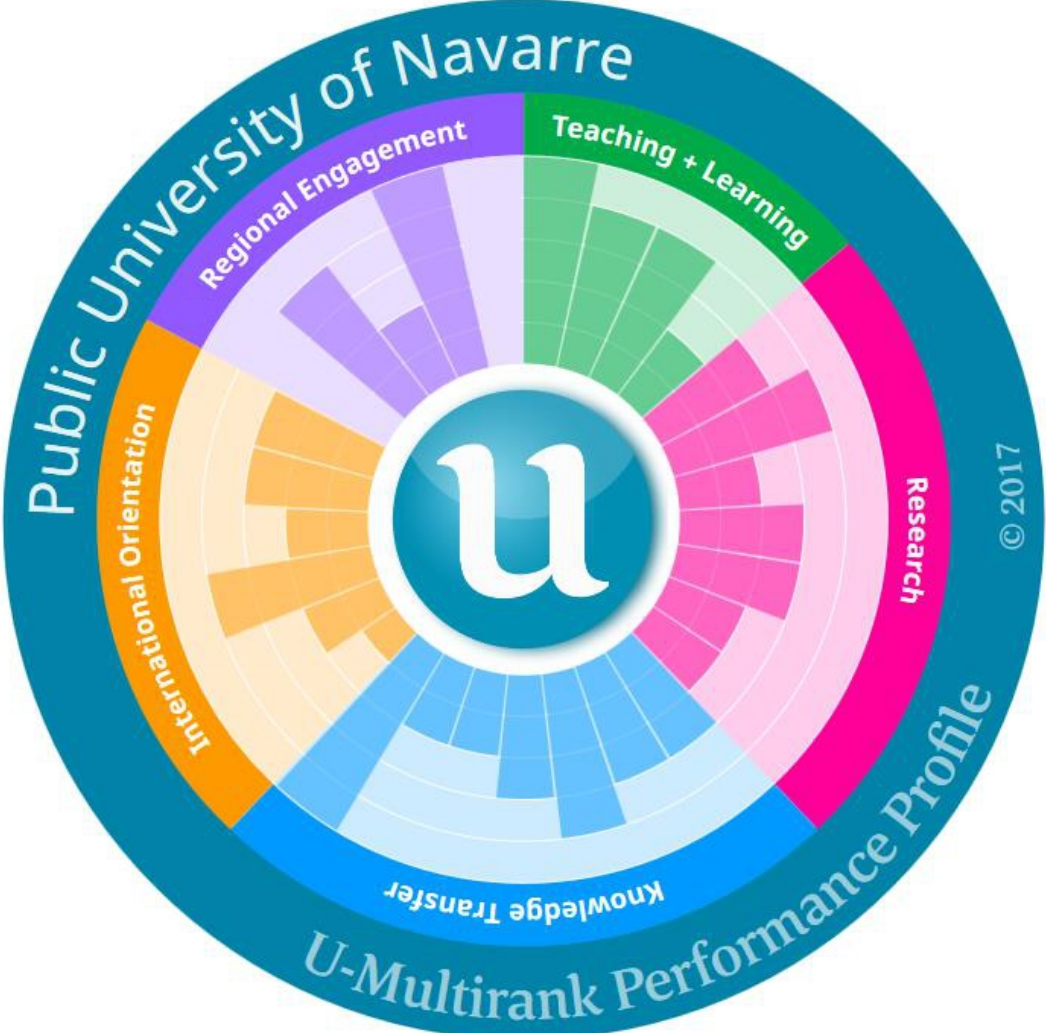 Public University of Navarre
Regional Engagement
Teaching + Learning
Research
Knowledge Transfer
International Orientation
u
© 2017
U-Multirank Performance Profile